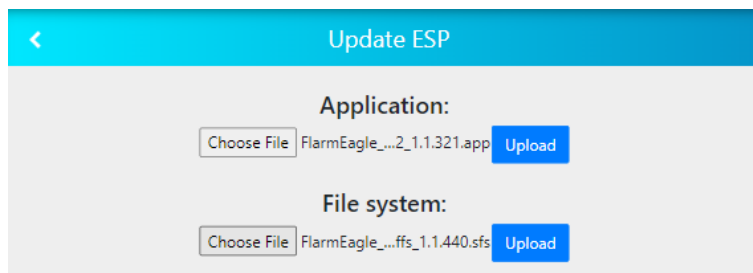 Update ESP
Application:
Choose File FlarmEagle_...2_1.1.321.app Upload
File system:
Choose File FlarmEagle_...ffs_1.1.440.sfs Upload